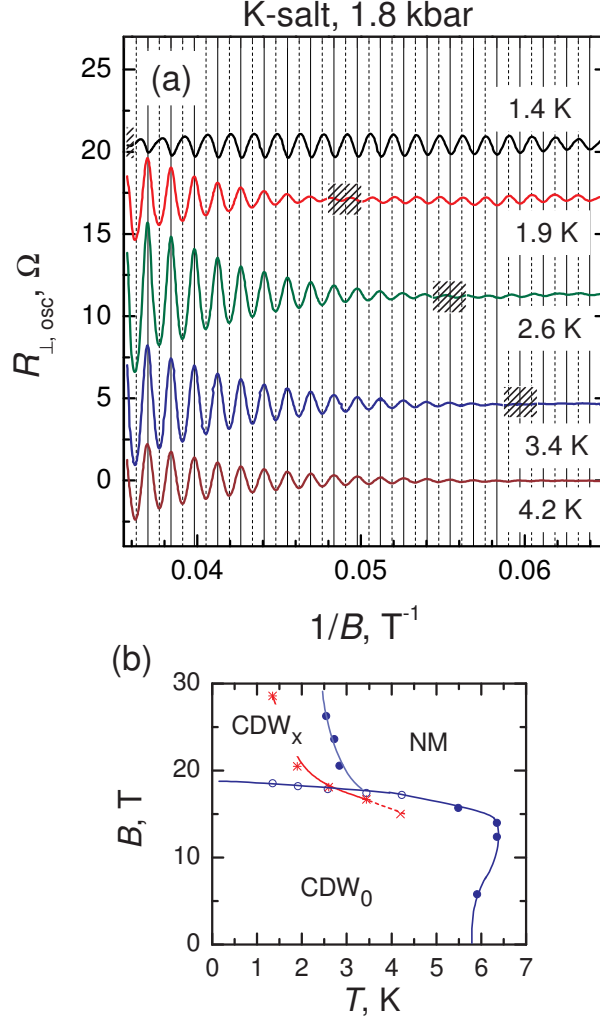 K-salt, 1.8 kbar
(a)
25
20
15
10
5
0
R⊥, osc, Ω
1.4 K
1.9 K
2.6 K
3.4 K
4.2 K
0.04 0.05 0.06
1/B, T⁻¹
(b)
30
20
10
0
B, T
CDWₓ
NM
CDW₀
0 1 2 3 4 5 6 7
T, K